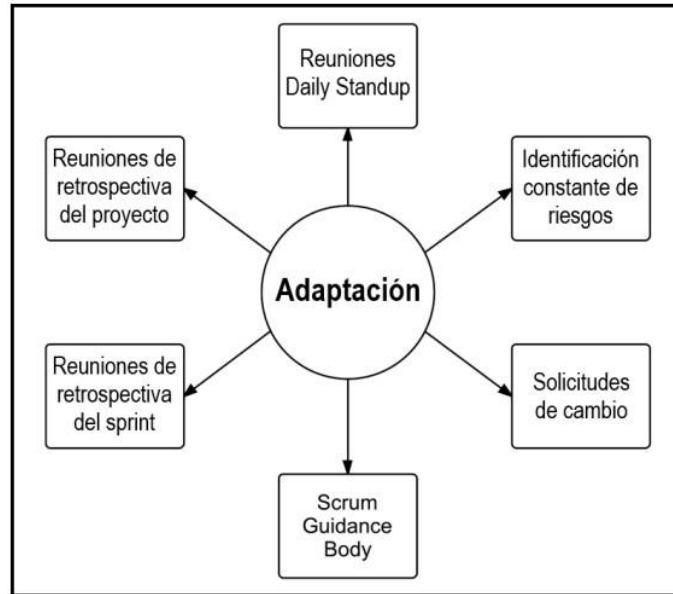 Reuniones
Daily Standup
Reuniones de
retrospectiva
del proyecto
Identificación
constante de
riesgos
Adaptación
Reuniones de
retrospectiva
del sprint
Solicitudes
de cambio
Scrum
Guidance
Body